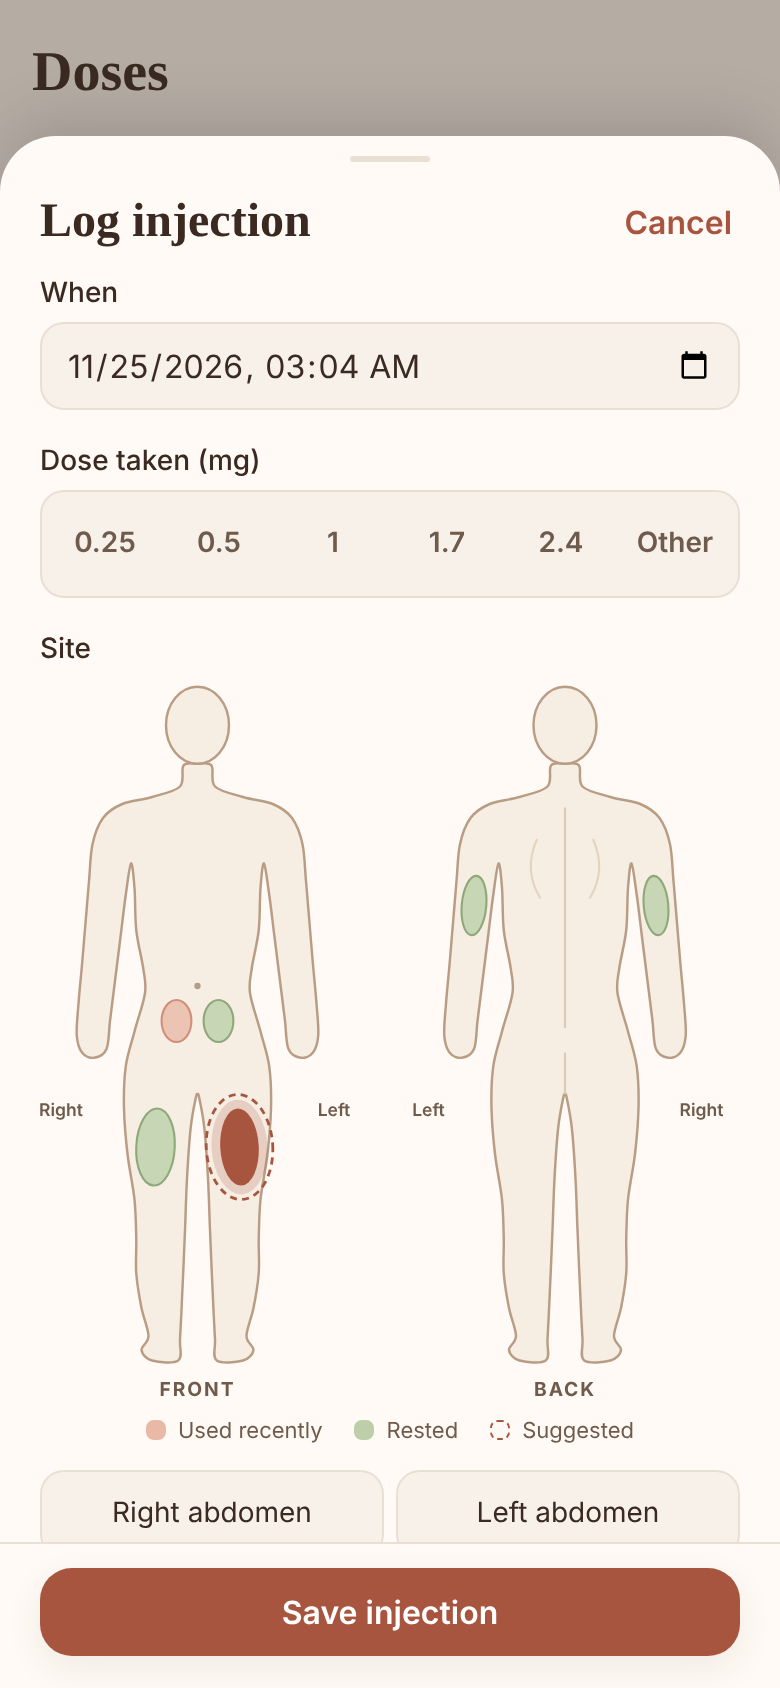 Doses
Log injection
Cancel
When
11/25/2026, 03:04 AM
Dose taken (mg)
0.25 0.5 1 1.7 2.4 Other
Site
Right Left Left Right
FRONT BACK
Used recently Rested Suggested
Right abdomen Left abdomen
Save injection